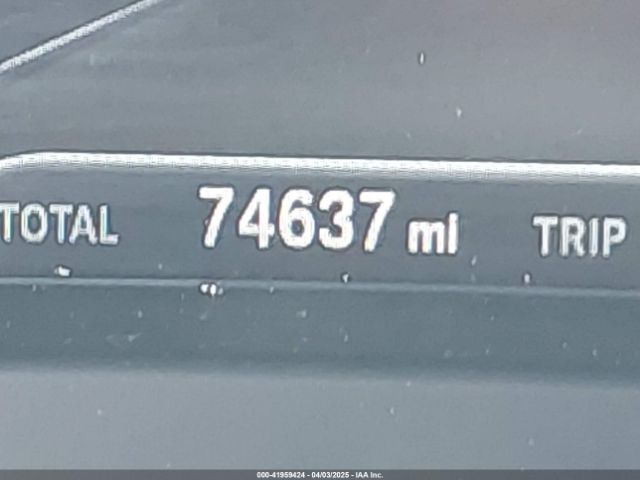 TOTAL 74637 mi TRIP
000-41959424 - 04/03/2025 - IAA Inc.